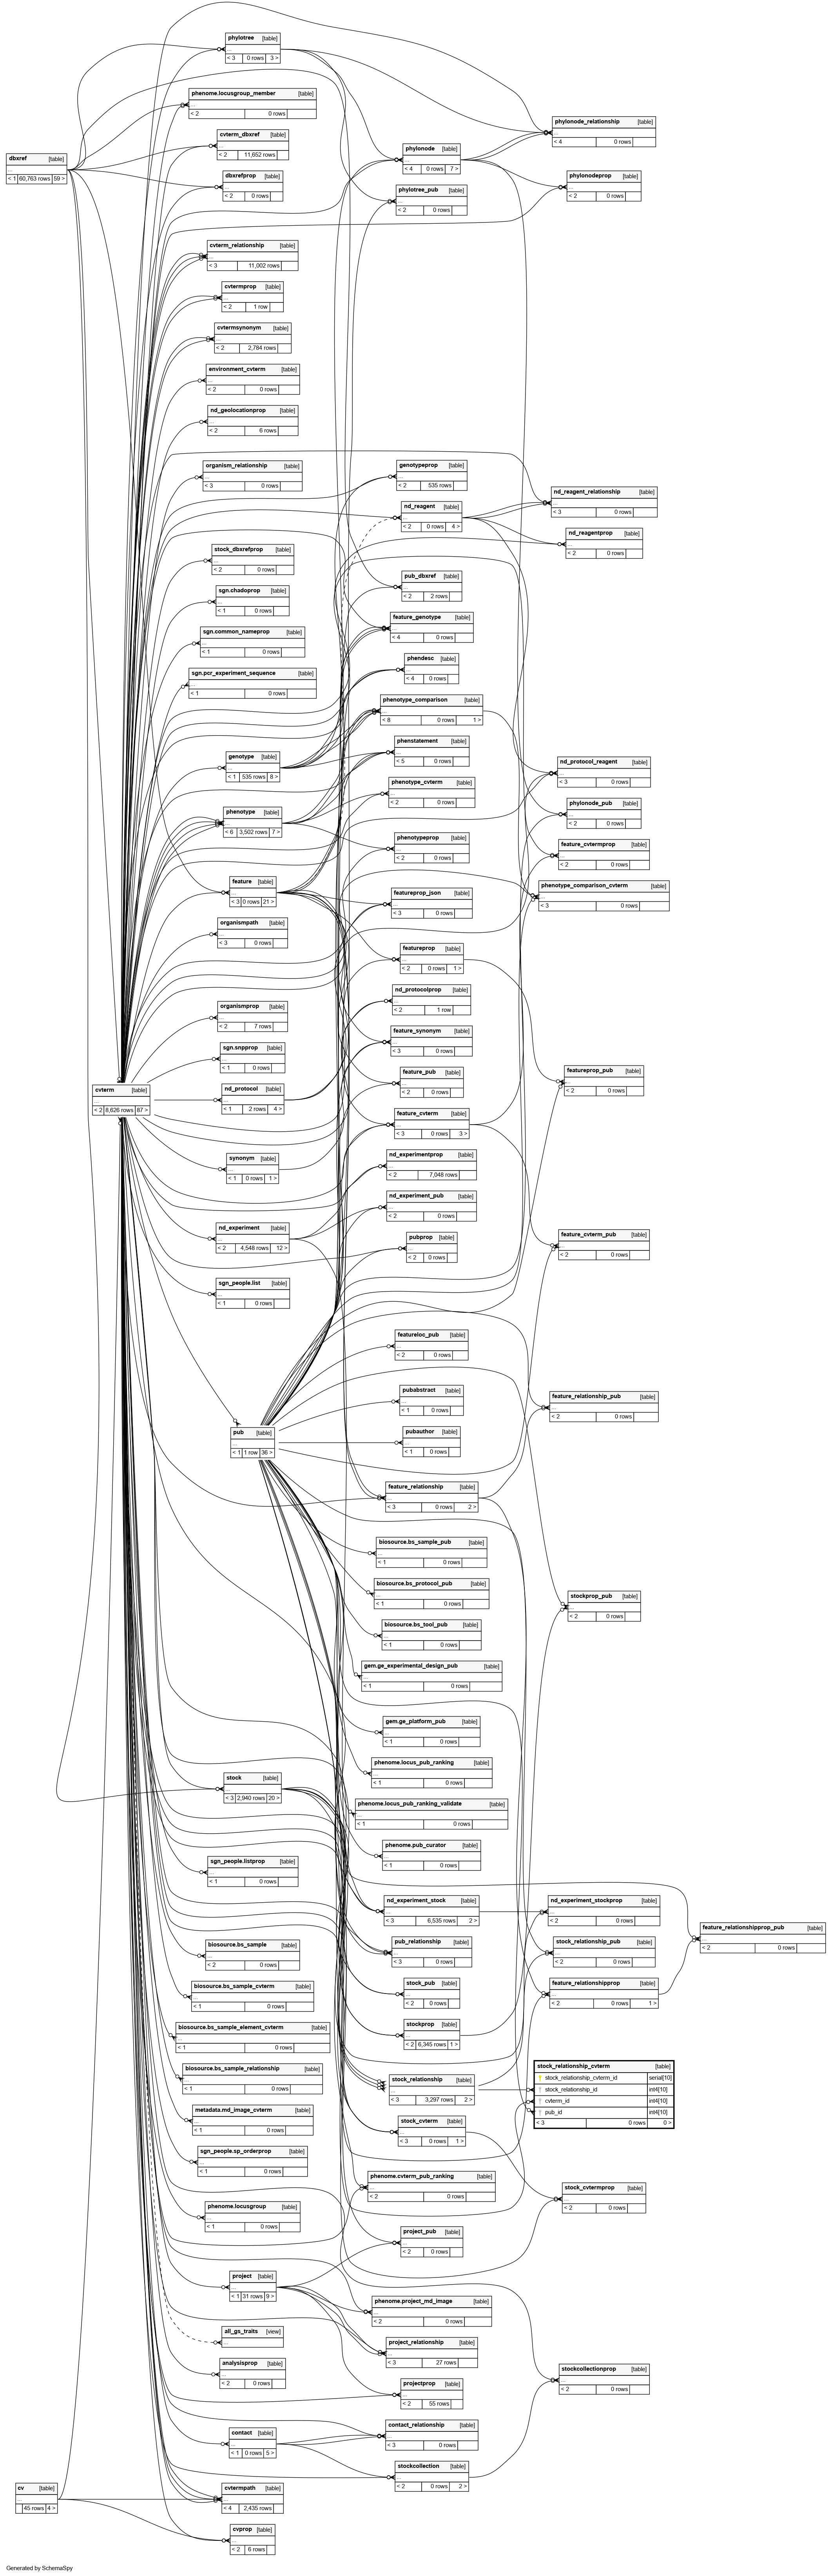 phylotree [table]
...
< 3 0 rows 3 >
phenome.locusgroup_member [table]
...
< 2 0 rows
cvterm_dbxref [table]
...
< 2 11,652 rows
dbxref [table]
...
< 1 60,763 rows 59 >
dbxrefprop [table]
...
< 2 0 rows
phylonode_relationship [table]
...
< 4 0 rows
phylonode [table]
...
< 4 0 rows 7 >
phylonodeprop [table]
...
< 2 0 rows
phylotree_pub [table]
...
< 2 0 rows
cvterm_relationship [table]
...
< 3 11,002 rows
cvtermprop [table]
...
< 2 1 row
cvtermsynonym [table]
...
< 2 2,784 rows
environment_cvterm [table]
...
< 2 0 rows
nd_geolocationprop [table]
...
< 2 6 rows
organism_relationship [table]
...
< 3 0 rows
genotypeprop [table]
...
< 2 535 rows
nd_reagent_relationship [table]
...
< 3 0 rows
nd_reagent [table]
...
< 2 0 rows 4 >
nd_reagentprop [table]
...
< 2 0 rows
stock_dbxrefprop [table]
...
< 2 0 rows
pub_dbxref [table]
...
< 2 2 rows
sgn.chadoprop [table]
...
< 1 0 rows
feature_genotype [table]
...
< 4 0 rows
sgn.common_nameprop [table]
...
< 1 0 rows
phendesc [table]
...
< 4 0 rows
sgn.pcr_experiment_sequence [table]
...
< 1 0 rows
phenotype_comparison [table]
...
< 8 0 rows 1 >
phenstatement [table]
...
< 5 0 rows
genotype [table]
...
< 1 535 rows 8 >
nd_protocol_reagent [table]
...
< 3 0 rows
phenotype_cvterm [table]
...
< 2 0 rows
phylonode_pub [table]
...
< 2 0 rows
phenotype [table]
...
< 6 3,502 rows 7 >
phenotypeprop [table]
...
< 2 0 rows
feature_cvtermprop [table]
...
< 2 0 rows
feature [table]
...
< 3 0 rows 21 >
featureprop_json [table]
...
< 3 0 rows
phenotype_comparison_cvterm [table]
...
< 3 0 rows
organismpath [table]
...
< 3 0 rows
featureprop [table]
...
< 2 0 rows 1 >
nd_protocolprop [table]
...
< 2 1 row
organismprop [table]
...
< 2 7 rows
feature_synonym [table]
...
< 3 0 rows
sgn.snpprop [table]
...
< 1 0 rows
feature_pub [table]
...
< 2 0 rows
featureprop_pub [table]
...
< 2 0 rows
cvterm [table]
...
< 2 8,626 rows 87 >
nd_protocol [table]
...
< 1 2 rows 4 >
feature_cvterm [table]
...
< 3 0 rows 3 >
synonym [table]
...
< 1 0 rows 1 >
nd_experimentprop [table]
...
< 2 7,048 rows
nd_experiment_pub [table]
...
< 2 0 rows
nd_experiment [table]
...
< 2 4,548 rows 12 >
pubprop [table]
...
< 2 0 rows
feature_cvterm_pub [table]
...
< 2 0 rows
sgn_people.list [table]
...
< 1 0 rows
featureloc_pub [table]
...
< 2 0 rows
pubabstract [table]
...
< 1 0 rows
feature_relationship_pub [table]
...
< 2 0 rows
pub [table]
...
< 1 1 row 36 >
pubauthor [table]
...
< 1 0 rows
feature_relationship [table]
...
< 3 0 rows 2 >
biosource.bs_sample_pub [table]
...
< 1 0 rows
biosource.bs_protocol_pub [table]
...
< 1 0 rows
stockprop_pub [table]
...
< 2 0 rows
biosource.bs_tool_pub [table]
...
< 1 0 rows
gem.ge_experimental_design_pub [table]
...
< 1 0 rows
gem.ge_platform_pub [table]
...
< 1 0 rows
phenome.locus_pub_ranking [table]
...
< 1 0 rows
stock [table]
...
< 3 2,940 rows 20 >
phenome.locus_pub_ranking_validate [table]
...
< 1 0 rows
phenome.pub_curator [table]
...
< 1 0 rows
sgn_people.listprop [table]
...
< 1 0 rows
nd_experiment_stock [table]
...
< 3 6,535 rows 2 >
nd_experiment_stockprop [table]
...
< 2 0 rows
feature_relationshipprop_pub [table]
...
< 2 0 rows
biosource.bs_sample [table]
...
< 2 0 rows
pub_relationship [table]
...
< 3 0 rows
stock_relationship_pub [table]
...
< 2 0 rows
biosource.bs_sample_cvterm [table]
...
< 1 0 rows
stock_pub [table]
...
< 2 0 rows
feature_relationshipprop [table]
...
< 2 0 rows 1 >
biosource.bs_sample_element_cvterm [table]
...
< 1 0 rows
stockprop [table]
...
< 2 6,345 rows 1 >
biosource.bs_sample_relationship [table]
...
< 1 0 rows
stock_relationship [table]
...
< 3 3,297 rows 2 >
stock_relationship_cvterm [table]
stock_relationship_cvterm_id serial[10]
stock_relationship_id int4[10]
cvterm_id int4[10]
pub_id int4[10]
< 3 0 rows 0 >
metadata.md_image_cvterm [table]
...
< 1 0 rows
stock_cvterm [table]
...
< 3 0 rows 1 >
sgn_people.sp_orderprop [table]
...
< 1 0 rows
phenome.cvterm_pub_ranking [table]
...
< 2 0 rows
stock_cvtermprop [table]
...
< 2 0 rows
phenome.locusgroup [table]
...
< 1 0 rows
project_pub [table]
...
< 2 0 rows
project [table]
...
< 1 31 rows 9 >
phenome.project_md_image [table]
...
< 2 0 rows
all_gs_traits [view]
...
project_relationship [table]
...
< 3 27 rows
analysisprop [table]
...
< 2 0 rows
stockcollectionprop [table]
...
< 2 0 rows
projectprop [table]
...
< 2 55 rows
contact [table]
...
< 1 0 rows 5 >
contact_relationship [table]
...
< 3 0 rows
stockcollection [table]
...
< 2 0 rows 2 >
cv [table]
...
45 rows 4 >
cvtermpath [table]
...
< 4 2,435 rows
cvprop [table]
...
< 2 6 rows
Generated by SchemaSpy